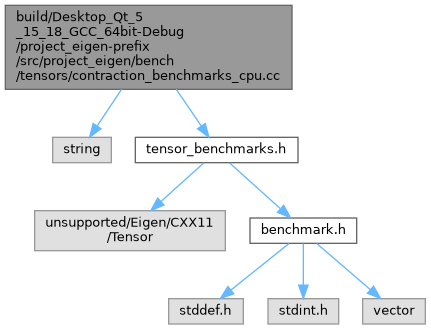 build/Desktop_Qt_5
_15_18_GCC_64bit-Debug
/project_eigen-prefix
/src/project_eigen/bench
/tensors/contraction_benchmarks_cpu.cc
string
tensor_benchmarks.h
unsupported/Eigen/CXX11
/Tensor
benchmark.h
stddef.h
stdint.h
vector